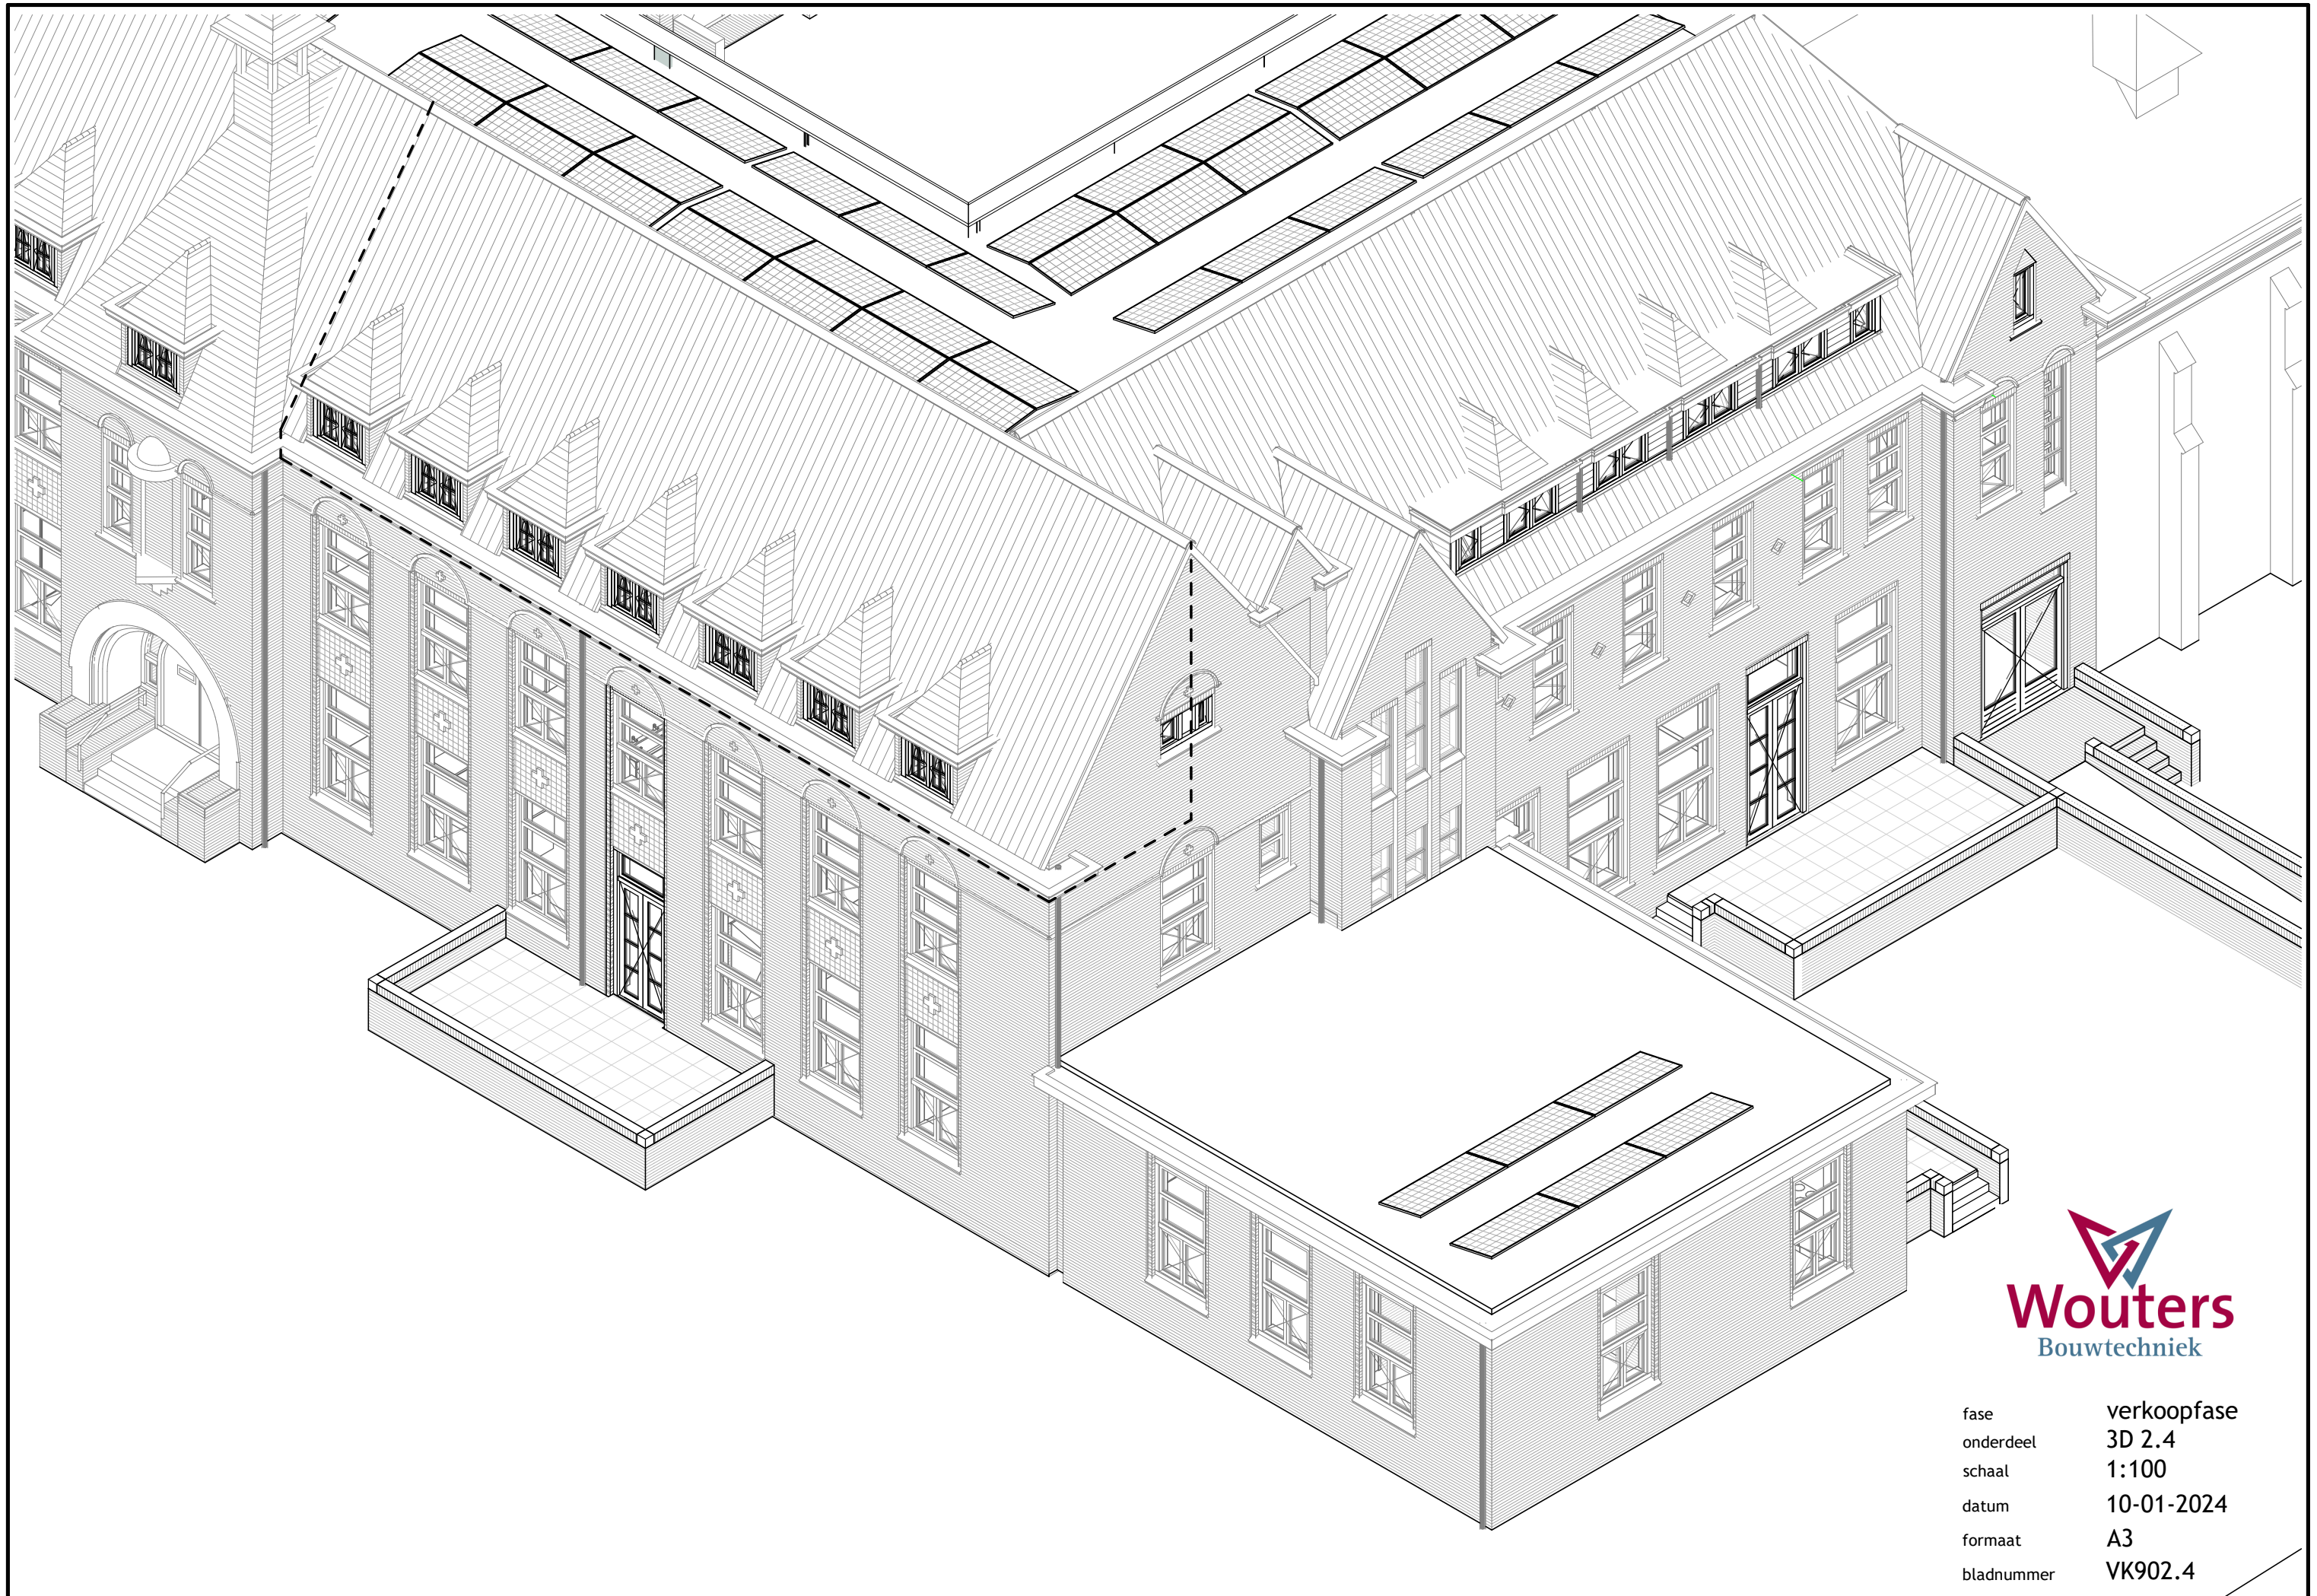 Wouters
Bouwtechniek
fase verkoopfase
onderdeel 3D 2.4
schaal 1:100
datum 10-01-2024
formaat A3
bladnummer VK902.4